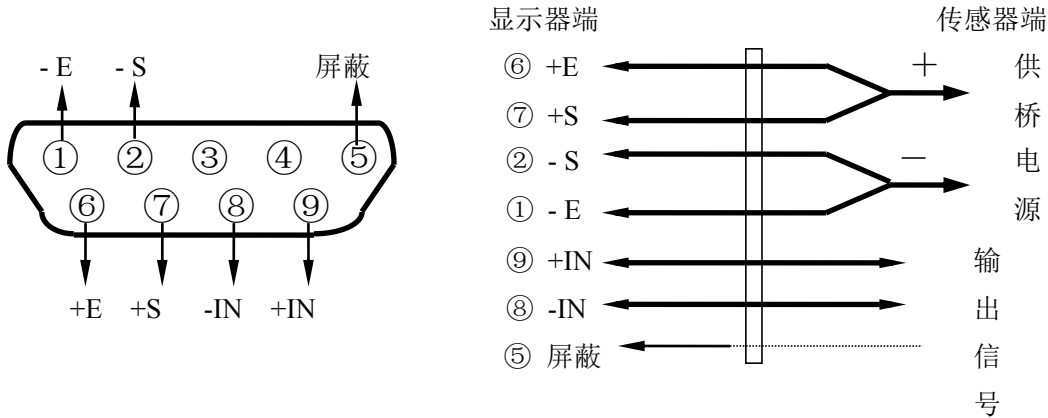 - E - S 屏蔽
① ② ③ ④ ⑤
⑥ ⑦ ⑧ ⑨
+E +S -IN +IN
显示器端 传感器端
⑥ +E
⑦ +S
② - S
① - E
⑨ +IN
⑧ -IN
⑤ 屏蔽
+
−
供桥电源
输出信号